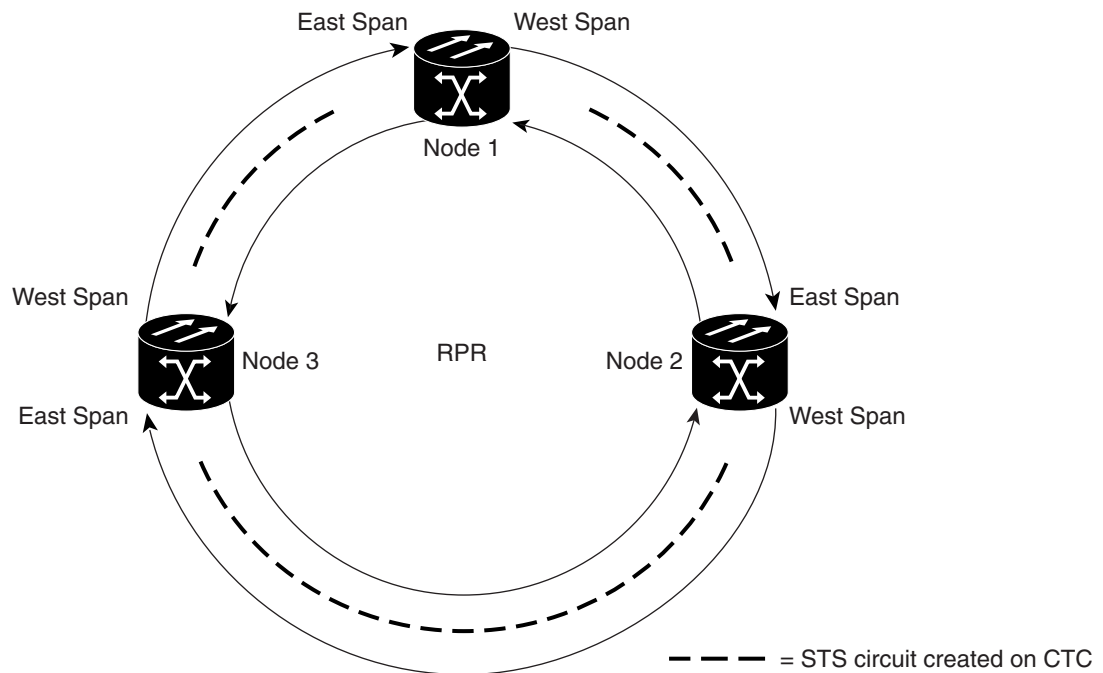 East Span
West Span
Node 1
West Span
East Span
Node 3
RPR
Node 2
East Span
West Span
= STS circuit created on CTC